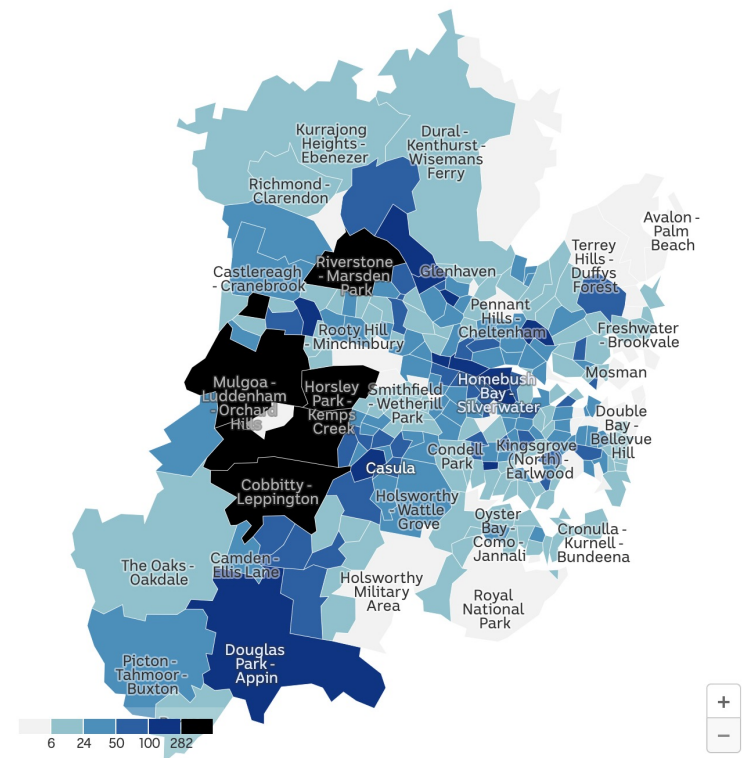 Kurrajong
Heights -
Ebenezer
Dural -
Kenthurst -
Wisemans
Ferry
Richmond -
Clarendon
Avalon -
Palm
Beach
Terrey
Hills -
Duffys
Forest
Riverstone
- Marsden
Park
Castlereagh
- Cranebrook
Glenhaven
Pennant
Hills -
Cheltenham
Rooty Hill
- Minchinbury
Freshwater
- Brookvale
Mosman
Mulgoa -
Luddenham
- Orchard
Hills
Horsley
Park -
Kemps
Creek
Smithfield
- Wetherill
Park
Homebush
Bay -
Silverwater
Double
Bay -
Bellevue
Hill
Condell
Park
Kingsgrove
(North) -
Earlwood
Casula
Cobbitty -
Leppington
Holsworthy
- Wattle
Grove
Oyster
Bay -
Como -
Jannali
Cronulla -
Kurnell -
Bundeena
The Oaks -
Oakdale
Camden -
Ellis Lane
Holsworthy
Military
Area
Royal
National
Park
Douglas
Park -
Appin
Picton -
Tahmoor -
Buxton
6 24 50 100 282
+
−